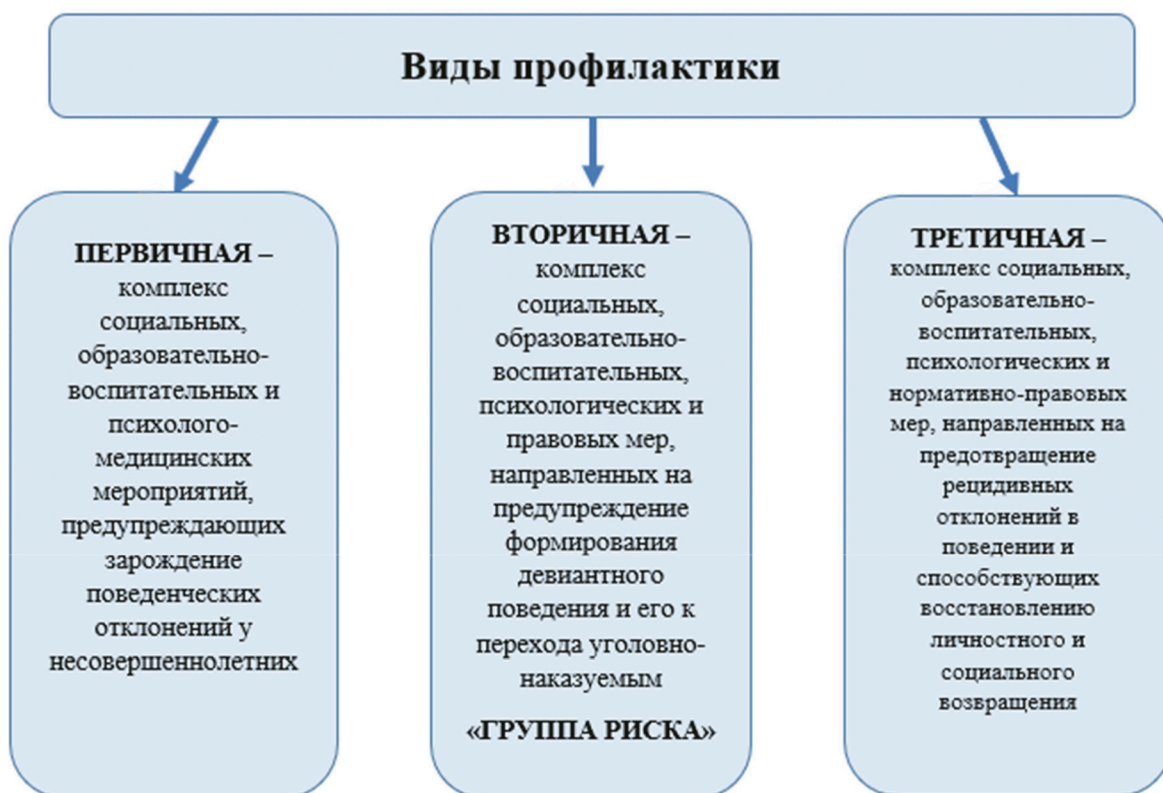 Виды профилактики
ПЕРВИЧНАЯ –
комплекс
социальных,
образовательно-
воспитательных и
психолого-
медицинских
мероприятий,
предупреждающих
зарождение
поведенческих
отклонений у
несовершеннолетних
ВТОРИЧНАЯ –
комплекс
социальных,
образовательно-
воспитательных,
психологических и
правовых мер,
направленных на
предупреждение
формирования
девиантного
поведения и его к
перехода уголовно-
наказуемым
«ГРУППА РИСКА»
ТРЕТИЧНАЯ –
комплекс социальных,
образовательно-
воспитательных,
психологических и
нормативно-правовых
мер, направленных на
предотвращение
рецидивных
отклонений в
поведении и
способствующих
восстановлению
личностного и
социального
возвращения